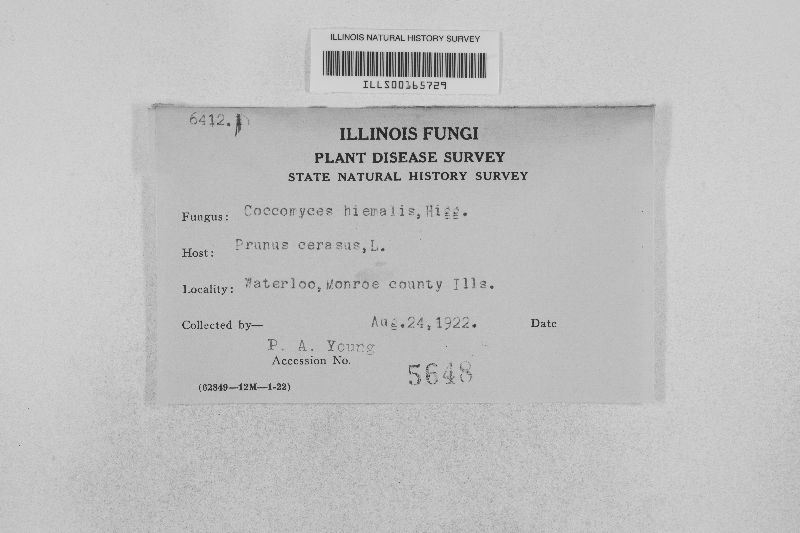 ILLINOIS NATURAL HISTORY SURVEY
ILLS00165729
6412.
ILLINOIS FUNGI
PLANT DISEASE SURVEY
STATE NATURAL HISTORY SURVEY
Fungus: Coccomyces hiemalis, Higg.
Host: Prunus cerasus, L.
Locality: Waterloo, Monroe county Ills.
Collected by— Aug. 24, 1922. Date
P. A. Young
Accession No. 5648
(62849—12M—1-22)